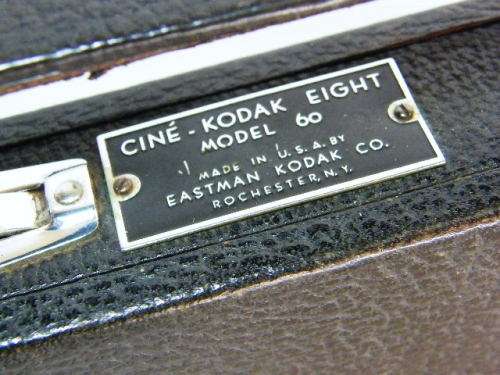 CINÉ-KODAK EIGHT
MODEL 60
MADE IN U.S.A. BY
EASTMAN KODAK CO.
ROCHESTER, N.Y.